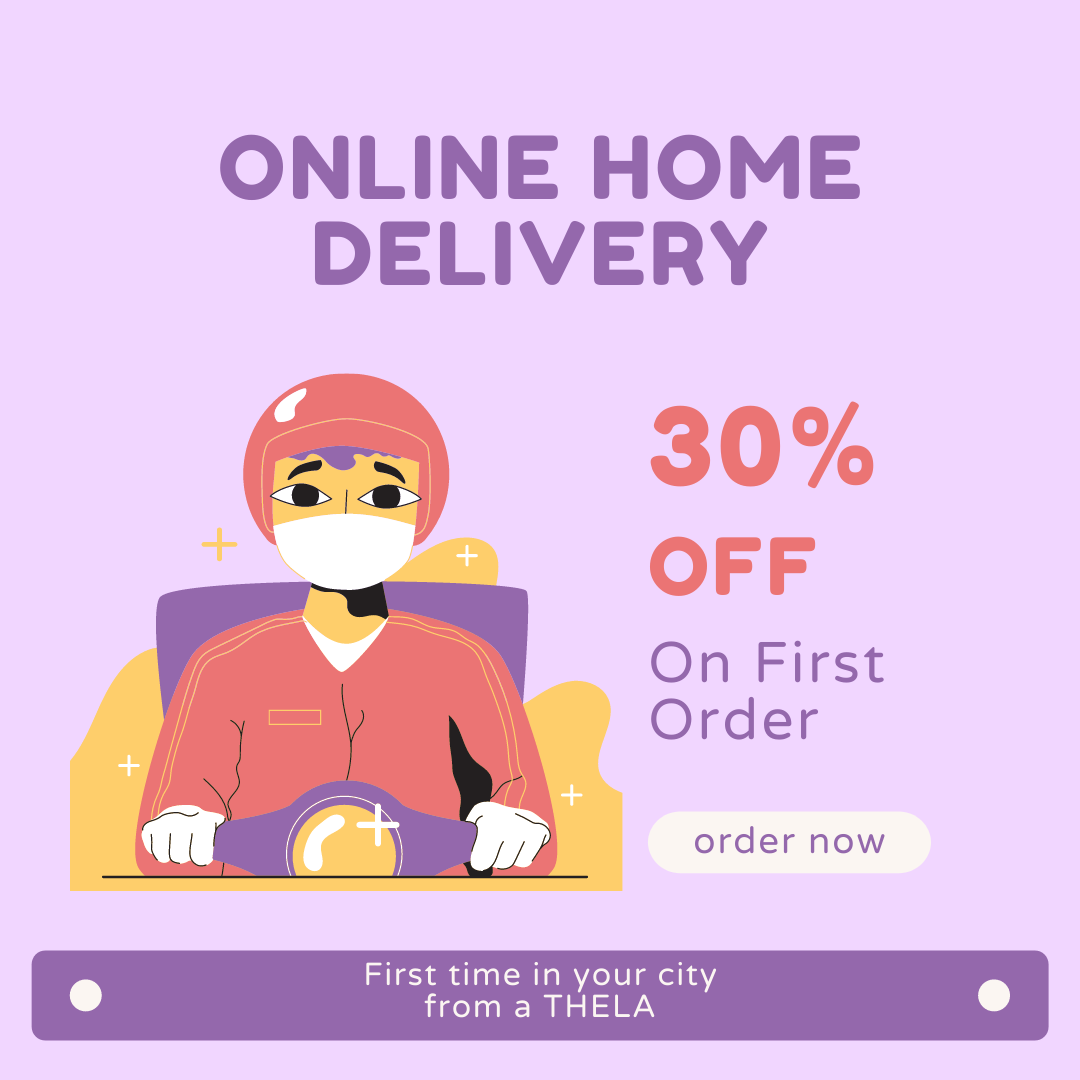 ONLINE HOME
DELIVERY
30%
OFF
On First
Order
order now
First time in your city
from a THELA